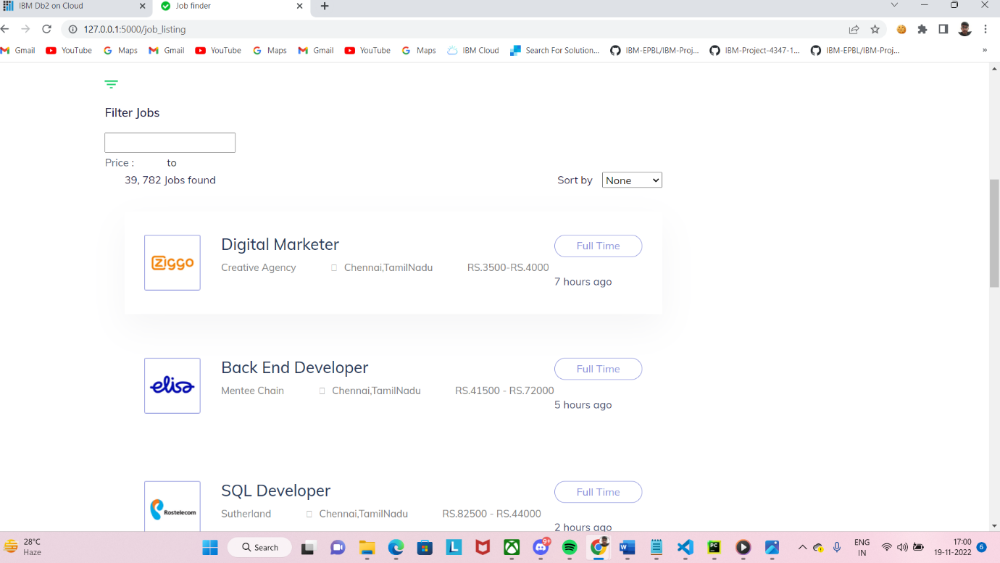 IBM Db2 on Cloud
Job finder
127.0.0.1:5000/job_listing
Gmail YouTube Maps Gmail YouTube Maps Gmail YouTube Maps IBM Cloud Search For Solution... IBM-EPBL/IBM-Proj... IBM-Project-4347-1... IBM-EPBL/IBM-Proj... »
Filter Jobs
Price : to
39, 782 Jobs found
Sort by None
ziggo
Digital Marketer
Full Time
Creative Agency Chennai,TamilNadu RS.3500-RS.4000
7 hours ago
elisa
Back End Developer
Full Time
Mentee Chain Chennai,TamilNadu RS.41500 - RS.72000
5 hours ago
Rostelecom
SQL Developer
Full Time
Sutherland Chennai,TamilNadu RS.82500 - RS.44000
2 hours ago
28°C
Haze
Search
L
9+
W
PC
ENG
IN
17:00
19-11-2022
6